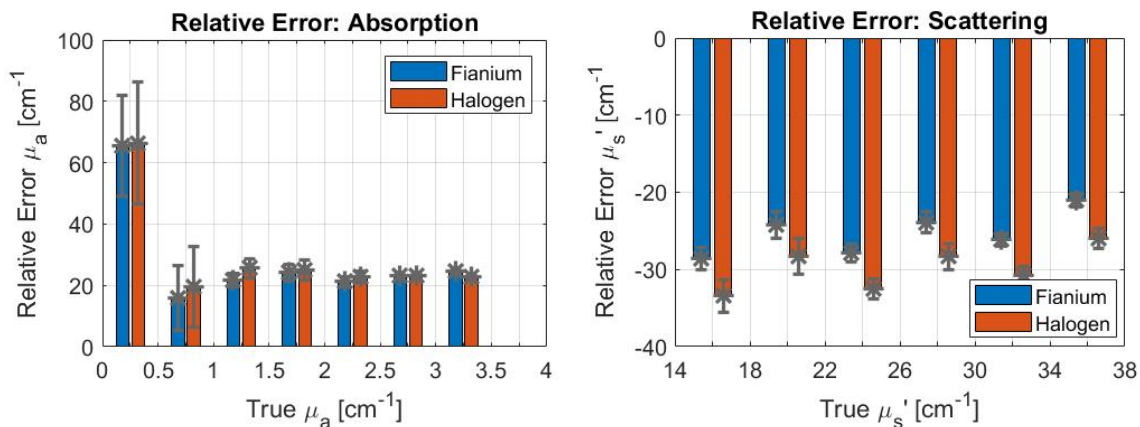 Relative Error: Absorption
Relative Error μₐ [cm⁻¹]
100
80
60
40
20
0
Fianium
Halogen
0 0.5 1 1.5 2 2.5 3 3.5 4
True μₐ [cm⁻¹]
Relative Error: Scattering
Relative Error μₛ' [cm⁻¹]
0
-10
-20
-30
-40
Fianium
Halogen
14 18 22 26 30 34 38
True μₛ' [cm⁻¹]